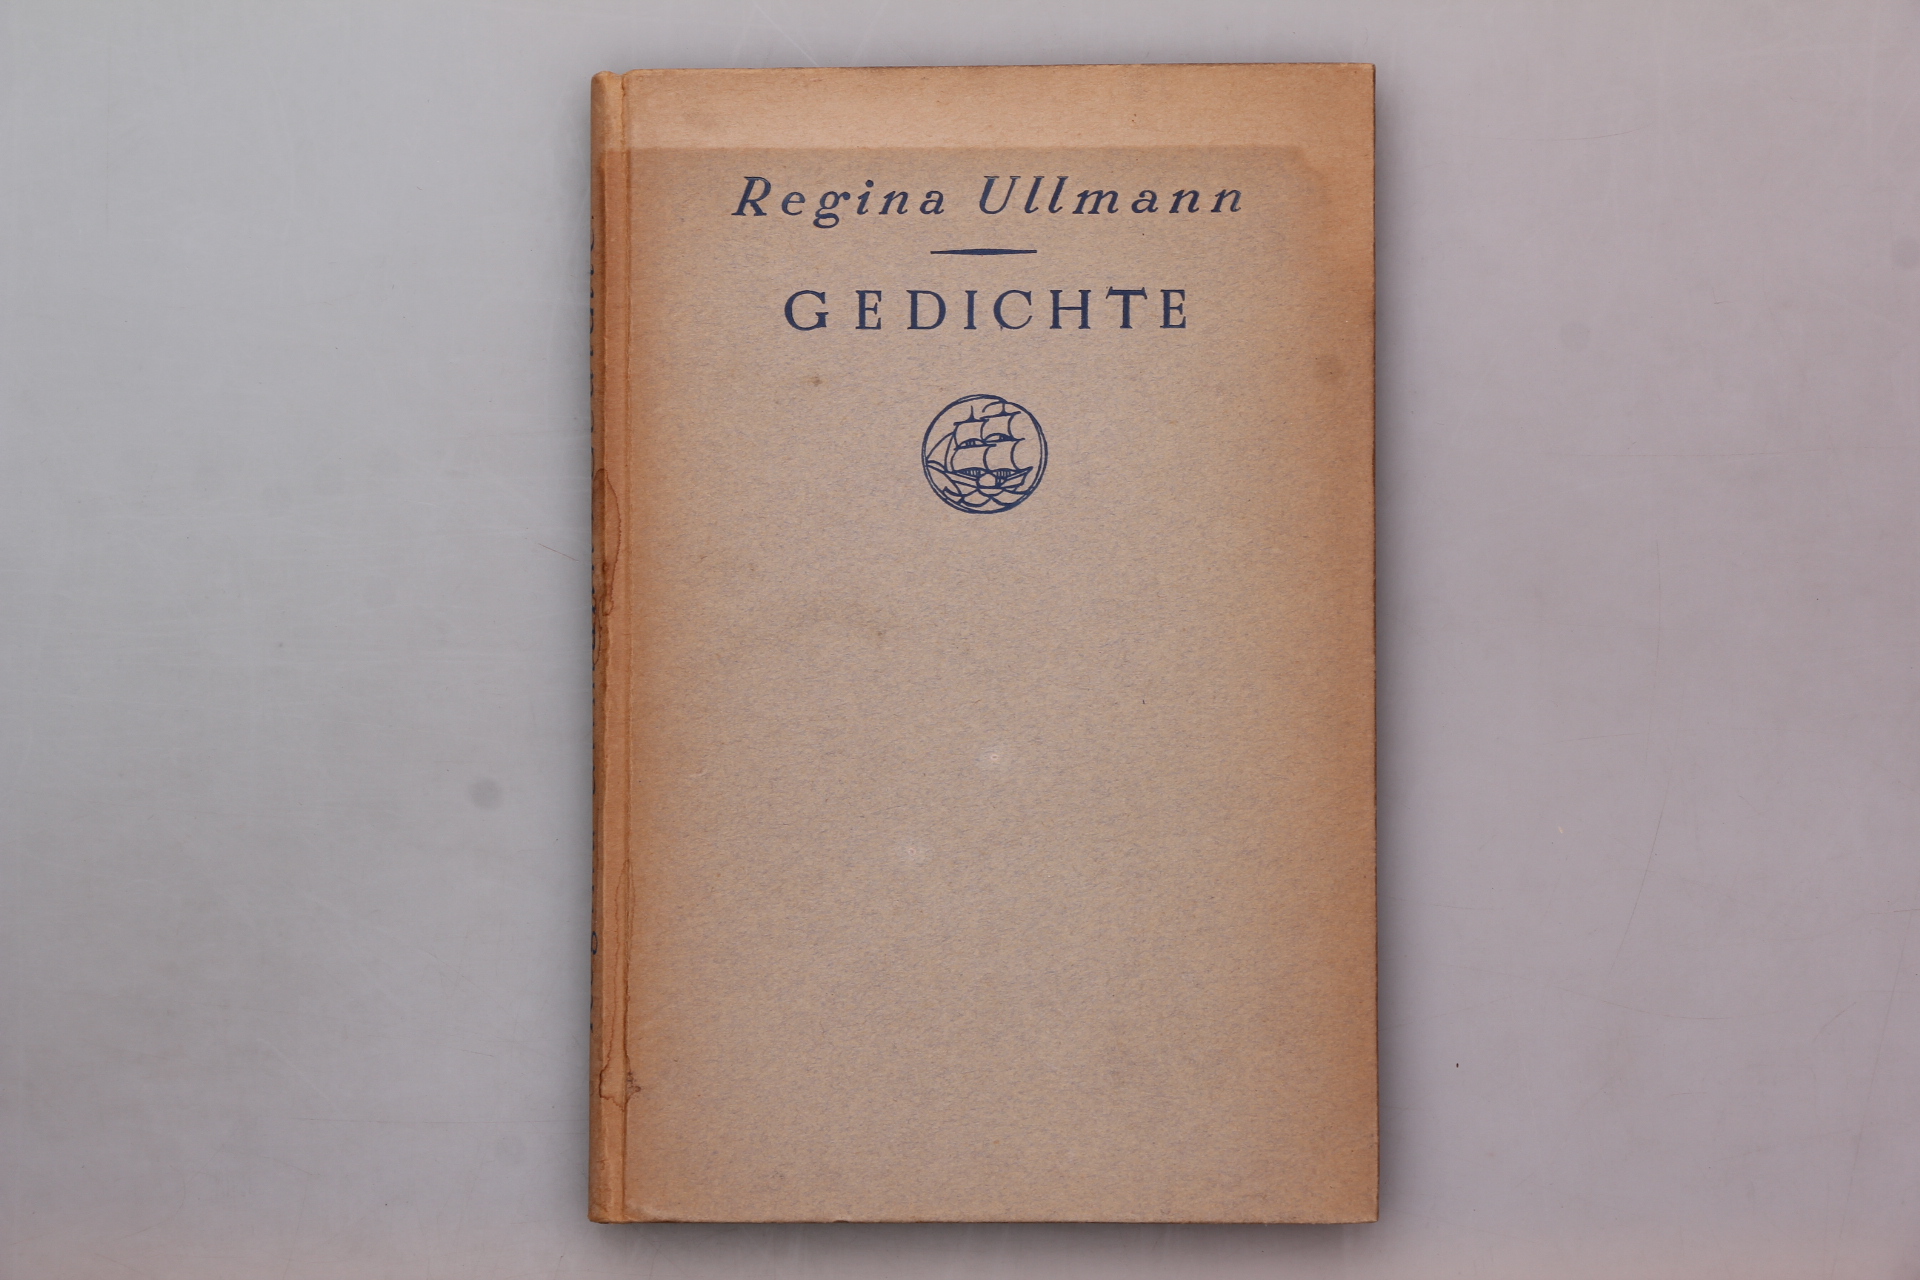 Regina Ullmann
GEDICHTE